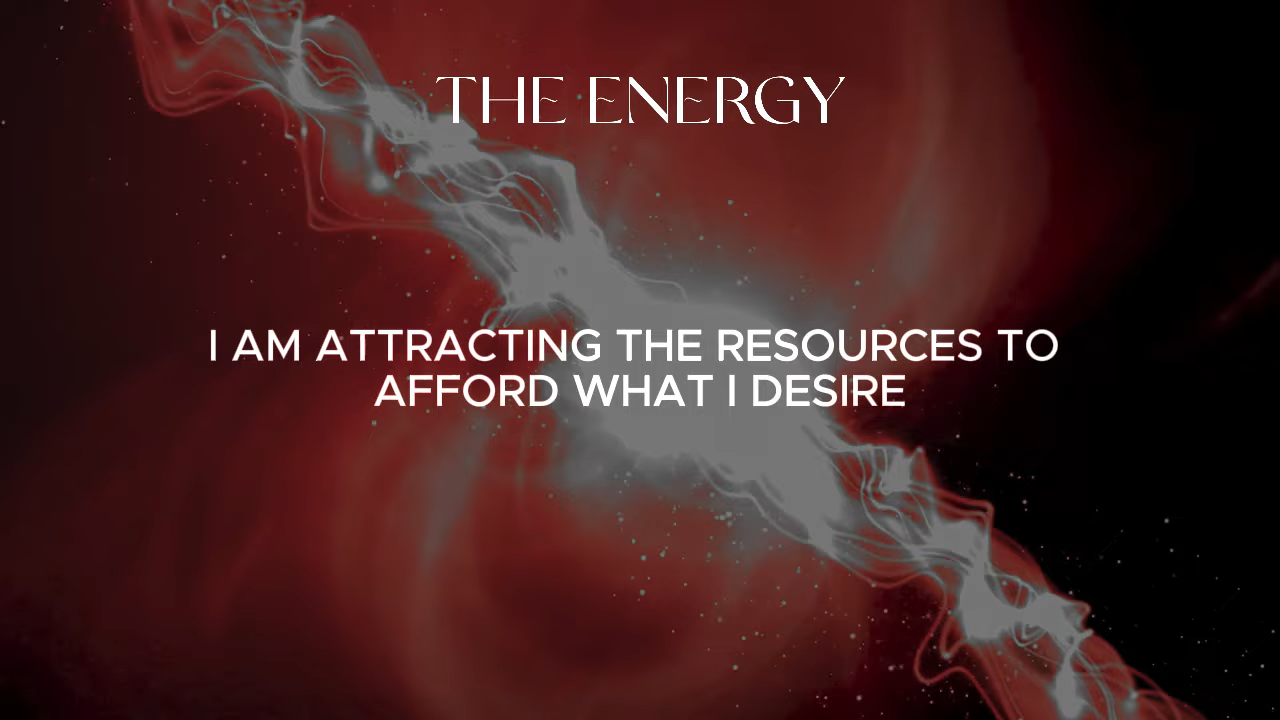 THE ENERGY
I AM ATTRACTING THE RESOURCES TO
AFFORD WHAT I DESIRE